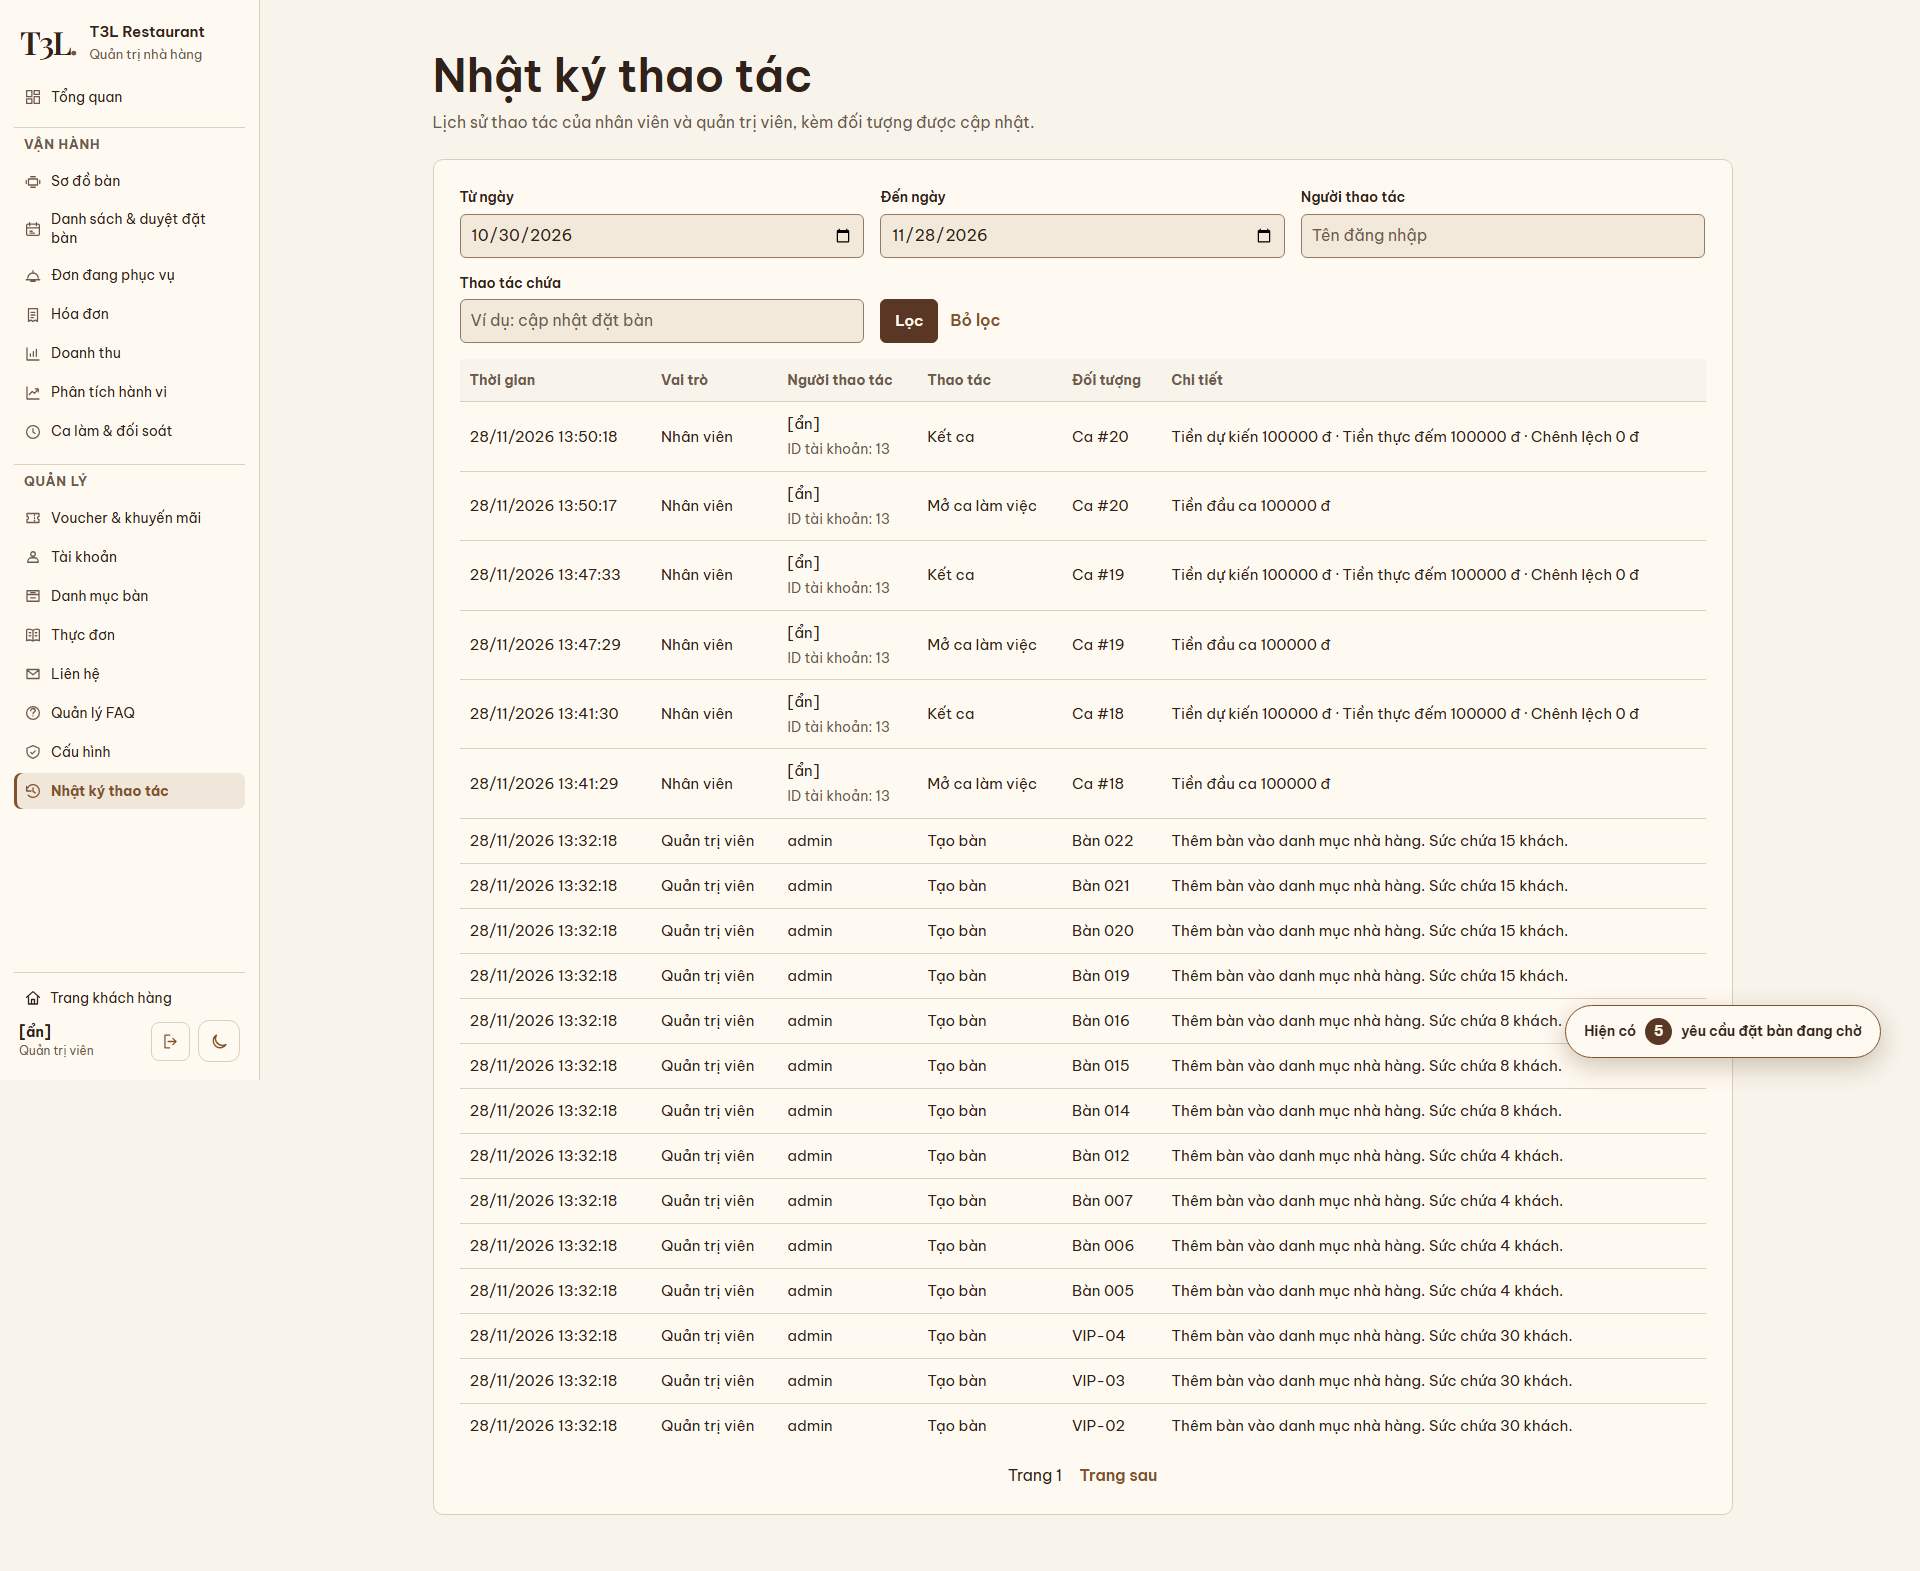 T3L.
T3L Restaurant
Quản trị nhà hàng
Tổng quan
VẬN HÀNH
Sơ đồ bàn
Danh sách & duyệt đặt
bàn
Đơn đang phục vụ
Hóa đơn
Doanh thu
Phân tích hành vi
Ca làm & đối soát
QUẢN LÝ
Voucher & khuyến mãi
Tài khoản
Danh mục bàn
Thực đơn
Liên hệ
Quản lý FAQ
Cấu hình
Nhật ký thao tác
Trang khách hàng
[ẩn]
Quản trị viên
Nhật ký thao tác
Lịch sử thao tác của nhân viên và quản trị viên, kèm đối tượng được cập nhật.
Từ ngày Đến ngày Người thao tác
10/30/2026 11/28/2026 Tên đăng nhập
Thao tác chứa
Ví dụ: cập nhật đặt bàn Lọc Bỏ lọc
Thời gian Vai trò Người thao tác Thao tác Đối tượng Chi tiết
28/11/2026 13:50:18 Nhân viên [ẩn] ID tài khoản: 13 Kết ca Ca #20 Tiền dự kiến 100000 đ · Tiền thực đếm 100000 đ · Chênh lệch 0 đ
28/11/2026 13:50:17 Nhân viên [ẩn] ID tài khoản: 13 Mở ca làm việc Ca #20 Tiền đầu ca 100000 đ
28/11/2026 13:47:33 Nhân viên [ẩn] ID tài khoản: 13 Kết ca Ca #19 Tiền dự kiến 100000 đ · Tiền thực đếm 100000 đ · Chênh lệch 0 đ
28/11/2026 13:47:29 Nhân viên [ẩn] ID tài khoản: 13 Mở ca làm việc Ca #19 Tiền đầu ca 100000 đ
28/11/2026 13:41:30 Nhân viên [ẩn] ID tài khoản: 13 Kết ca Ca #18 Tiền dự kiến 100000 đ · Tiền thực đếm 100000 đ · Chênh lệch 0 đ
28/11/2026 13:41:29 Nhân viên [ẩn] ID tài khoản: 13 Mở ca làm việc Ca #18 Tiền đầu ca 100000 đ
28/11/2026 13:32:18 Quản trị viên admin Tạo bàn Bàn 022 Thêm bàn vào danh mục nhà hàng. Sức chứa 15 khách.
28/11/2026 13:32:18 Quản trị viên admin Tạo bàn Bàn 021 Thêm bàn vào danh mục nhà hàng. Sức chứa 15 khách.
28/11/2026 13:32:18 Quản trị viên admin Tạo bàn Bàn 020 Thêm bàn vào danh mục nhà hàng. Sức chứa 15 khách.
28/11/2026 13:32:18 Quản trị viên admin Tạo bàn Bàn 019 Thêm bàn vào danh mục nhà hàng. Sức chứa 15 khách.
28/11/2026 13:32:18 Quản trị viên admin Tạo bàn Bàn 016 Thêm bàn vào danh mục nhà hàng. Sức chứa 8 khách.
Hiện có 5 yêu cầu đặt bàn đang chờ
28/11/2026 13:32:18 Quản trị viên admin Tạo bàn Bàn 015 Thêm bàn vào danh mục nhà hàng. Sức chứa 8 khách.
28/11/2026 13:32:18 Quản trị viên admin Tạo bàn Bàn 014 Thêm bàn vào danh mục nhà hàng. Sức chứa 8 khách.
28/11/2026 13:32:18 Quản trị viên admin Tạo bàn Bàn 012 Thêm bàn vào danh mục nhà hàng. Sức chứa 4 khách.
28/11/2026 13:32:18 Quản trị viên admin Tạo bàn Bàn 007 Thêm bàn vào danh mục nhà hàng. Sức chứa 4 khách.
28/11/2026 13:32:18 Quản trị viên admin Tạo bàn Bàn 006 Thêm bàn vào danh mục nhà hàng. Sức chứa 4 khách.
28/11/2026 13:32:18 Quản trị viên admin Tạo bàn Bàn 005 Thêm bàn vào danh mục nhà hàng. Sức chứa 4 khách.
28/11/2026 13:32:18 Quản trị viên admin Tạo bàn VIP-04 Thêm bàn vào danh mục nhà hàng. Sức chứa 30 khách.
28/11/2026 13:32:18 Quản trị viên admin Tạo bàn VIP-03 Thêm bàn vào danh mục nhà hàng. Sức chứa 30 khách.
28/11/2026 13:32:18 Quản trị viên admin Tạo bàn VIP-02 Thêm bàn vào danh mục nhà hàng. Sức chứa 30 khách.
Trang 1 Trang sau